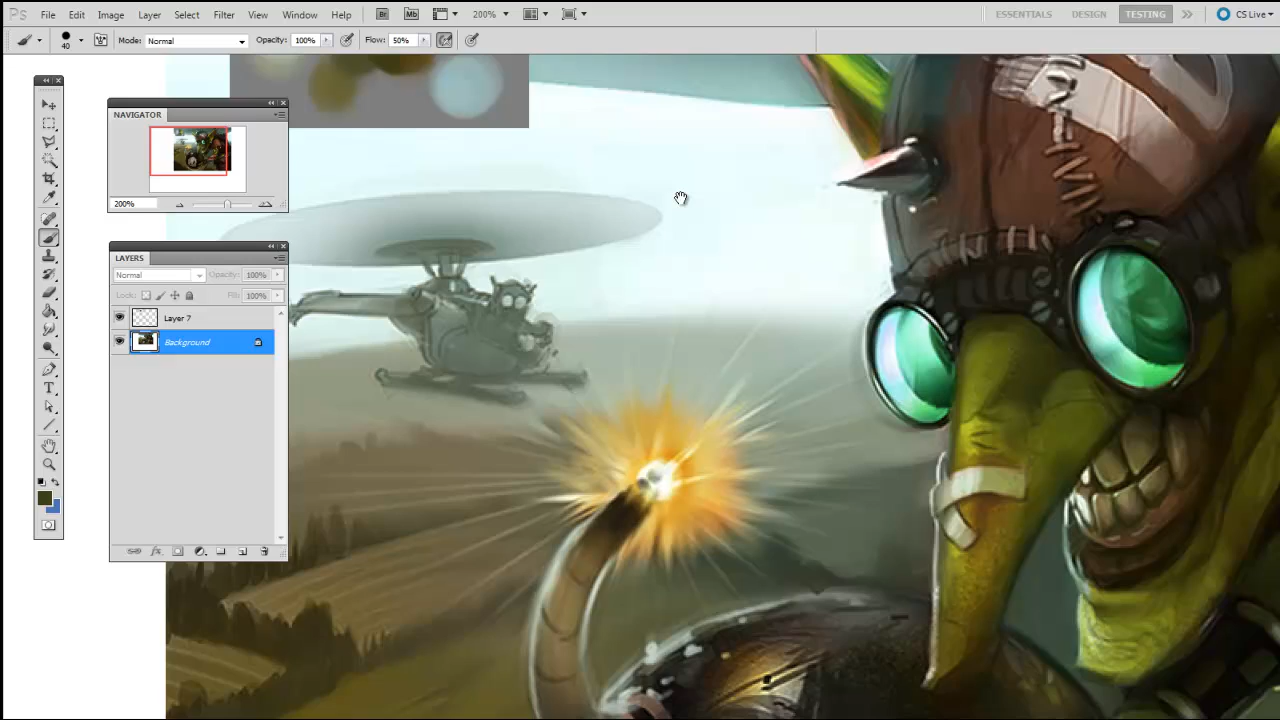 Ps File Edit Image Layer Select Filter View Window Help Br Mb 200% ESSENTIALS DESIGN TESTING CS Live
40 Mode: Normal Opacity: 100% Flow: 50%
NAVIGATOR
200%
LAYERS
Normal Opacity: 100%
Lock: Fill: 100%
Layer 7
Background